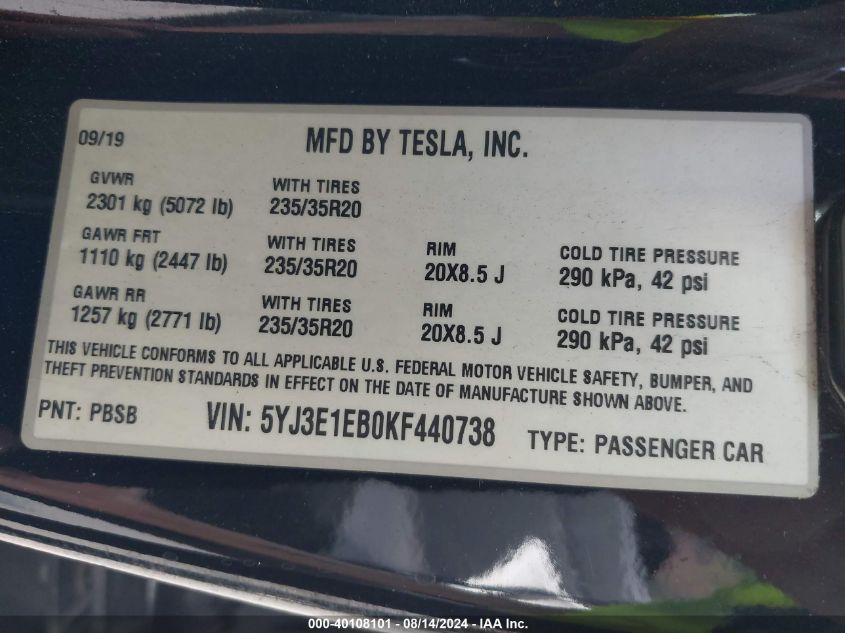 09/19 MFD BY TESLA, INC.
GVWR WITH TIRES
2301 kg (5072 lb) 235/35R20
GAWR FRT WITH TIRES RIM COLD TIRE PRESSURE
1110 kg (2447 lb) 235/35R20 20X8.5 J 290 kPa, 42 psi
GAWR RR WITH TIRES RIM COLD TIRE PRESSURE
1257 kg (2771 lb) 235/35R20 20X8.5 J 290 kPa, 42 psi
THIS VEHICLE CONFORMS TO ALL APPLICABLE U.S. FEDERAL MOTOR VEHICLE SAFETY, BUMPER, AND
THEFT PREVENTION STANDARDS IN EFFECT ON THE DATE OF MANUFACTURE SHOWN ABOVE.
PNT: PBSB VIN: 5YJ3E1EB0KF440738 TYPE: PASSENGER CAR
000-40108101 - 08/14/2024 - IAA Inc.